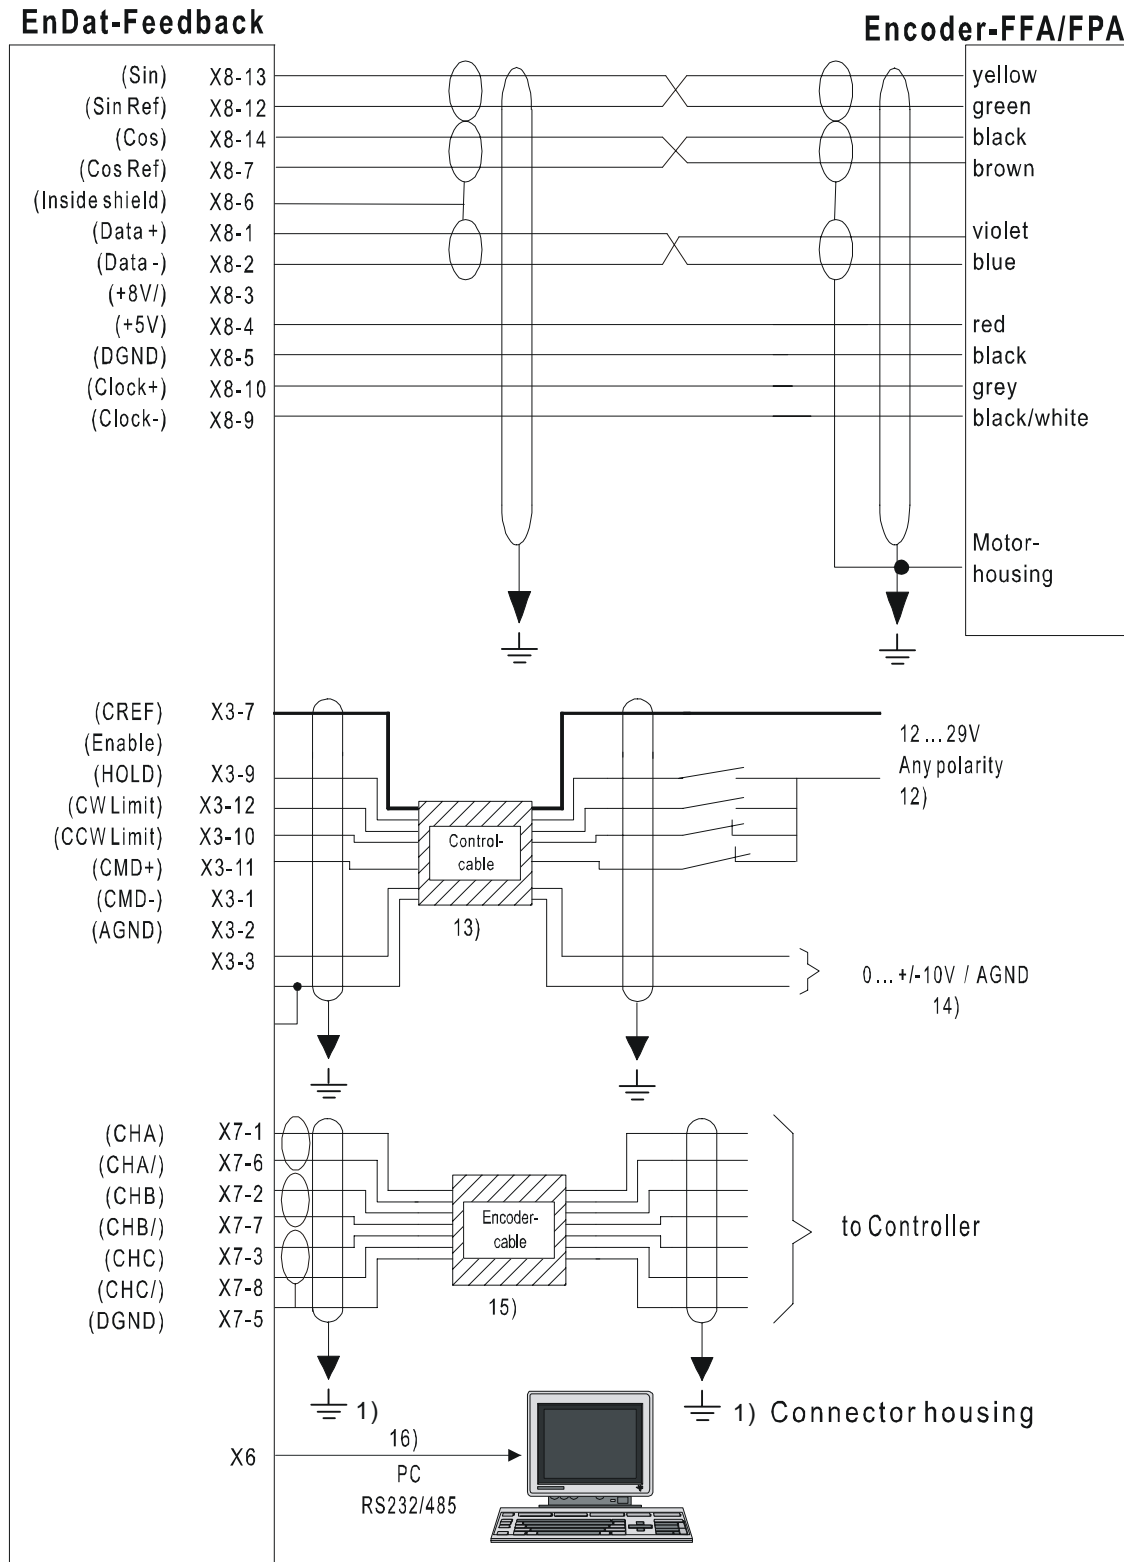 EnDat-Feedback
Encoder-FFA/FPA
(Sin) X8-13 yellow
(Sin Ref) X8-12 green
(Cos) X8-14 black
(Cos Ref) X8-7 brown
(Inside shield) X8-6
(Data +) X8-1 violet
(Data -) X8-2 blue
(+8V/) X8-3
(+5V) X8-4 red
(DGND) X8-5 black
(Clock+) X8-10 grey
(Clock-) X8-9 black/white
Motor-
housing
(CREF) X3-7
(Enable)
(HOLD) X3-9
(CW Limit) X3-12
(CCW Limit) X3-10
(CMD+) X3-11
(CMD-) X3-1
(AGND) X3-2
X3-3
Control-
cable
13)
12...29V
Any polarity
12)
0...+/-10V / AGND
14)
(CHA) X7-1
(CHA/) X7-6
(CHB) X7-2
(CHB/) X7-7
(CHC) X7-3
(CHC/) X7-8
(DGND) X7-5
Encoder-
cable
15)
to Controller
1)
1) Connector housing
X6
16)
PC
RS232/485